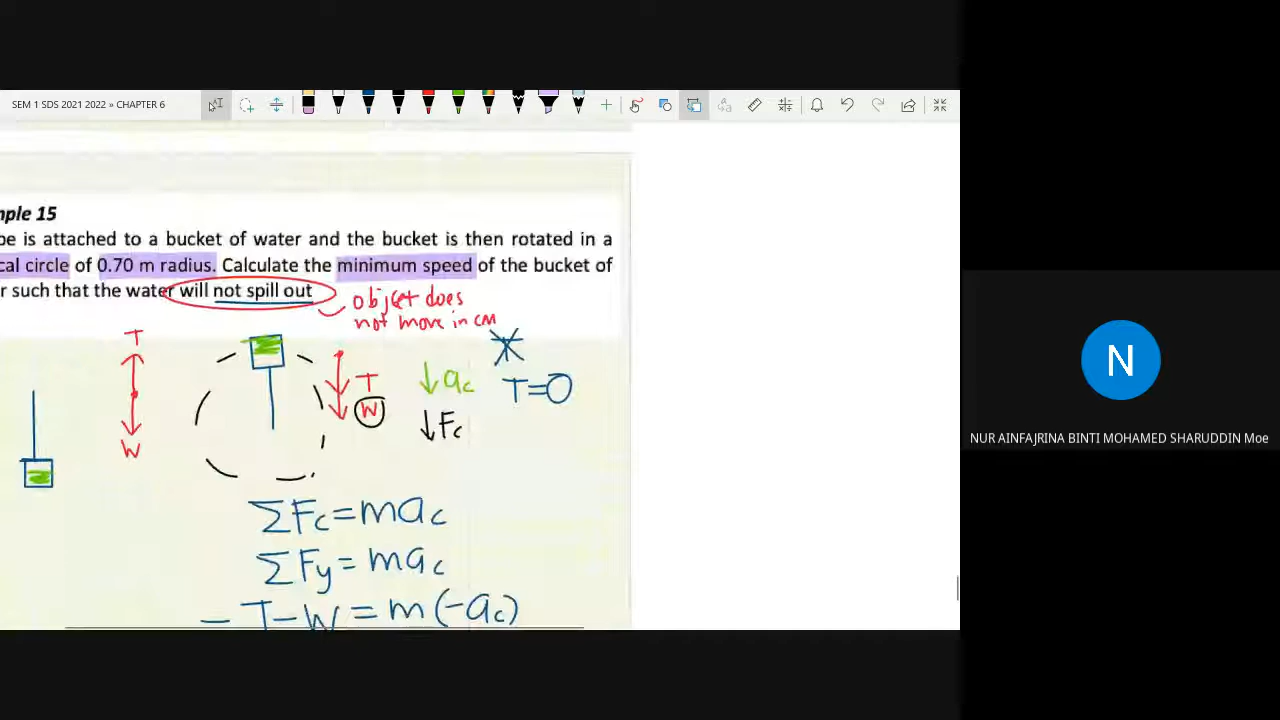 SEM 1 SDS 2021 2022 » CHAPTER 6
mple 15
pe is attached to a bucket of water and the bucket is then rotated in a
cal circle of 0.70 m radius. Calculate the minimum speed of the bucket of
r such that the water will not spill out
object does
not move in cm
T
W
T
W
↓ac
↓Fc
T=0
ΣFc=mac
ΣFy=mac
- T-W=m(-ac)
N
NUR AINFAJRINA BINTI MOHAMED SHARUDDIN Moe